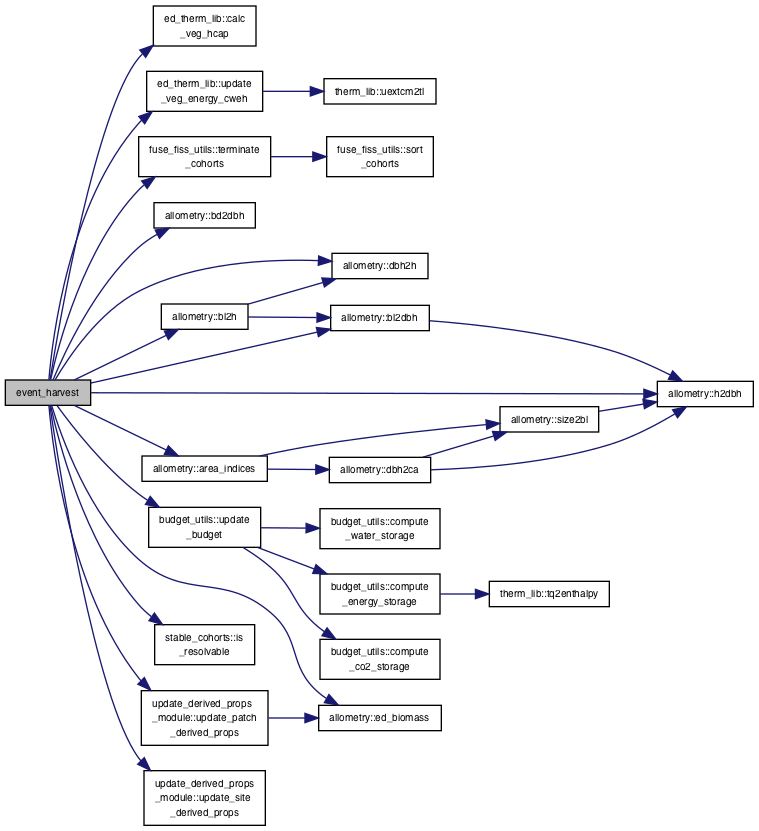 ed_therm_lib::calc
_veg_hcap
ed_therm_lib::update
_veg_energy_cweh
therm_lib::uextcm2tl
fuse_fiss_utils::terminate
_cohorts
fuse_fiss_utils::sort
_cohorts
allometry::bd2dbh
allometry::dbh2h
allometry::bl2h
allometry::bl2dbh
event_harvest
allometry::h2dbh
allometry::size2bl
allometry::area_indices
allometry::dbh2ca
budget_utils::update
_budget
budget_utils::compute
_water_storage
budget_utils::compute
_energy_storage
therm_lib::tq2enthalpy
stable_cohorts::is
_resolvable
budget_utils::compute
_co2_storage
update_derived_props
_module::update_patch
_derived_props
allometry::ed_biomass
update_derived_props
_module::update_site
_derived_props